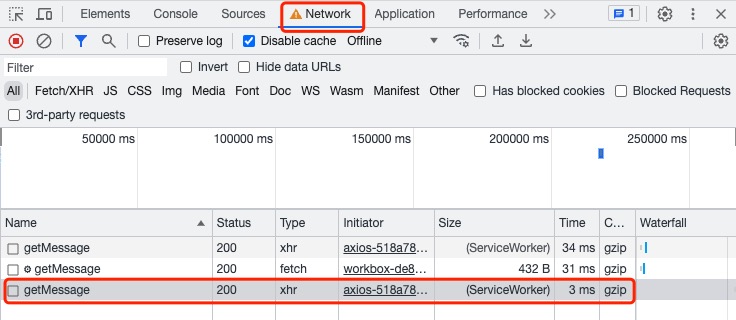 Elements Console Sources Network Application Performance 1
Preserve log Disable cache Offline
Filter Invert Hide data URLs
All Fetch/XHR JS CSS Img Media Font Doc WS Wasm Manifest Other Has blocked cookies Blocked Requests
3rd-party requests
50000 ms 100000 ms 150000 ms 200000 ms 250000 ms
Name Status Type Initiator Size Time C... Waterfall
getMessage 200 xhr axios-518a78... (ServiceWorker) 34 ms gzip
getMessage 200 fetch workbox-de8... 432 B 31 ms gzip
getMessage 200 xhr axios-518a78... (ServiceWorker) 3 ms gzip